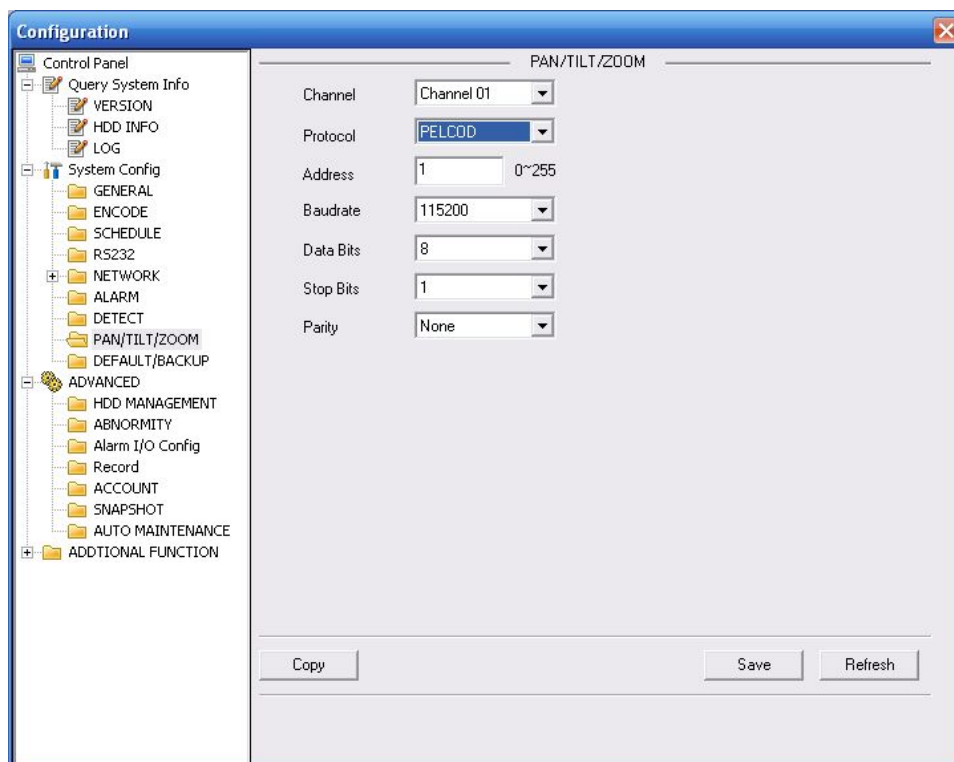 Configuration
Control Panel
Query System Info
VERSION
HDD INFO
LOG
System Config
GENERAL
ENCODE
SCHEDULE
RS232
NETWORK
ALARM
DETECT
PAN/TILT/ZOOM
DEFAULT/BACKUP
ADVANCED
HDD MANAGEMENT
ABNORMITY
Alarm I/O Config
Record
ACCOUNT
SNAPSHOT
AUTO MAINTENANCE
ADDTIONAL FUNCTION
PAN/TILT/ZOOM
Channel Channel 01
Protocol PELCOD
Address 1 0~255
Baudrate 115200
Data Bits 8
Stop Bits 1
Parity None
Copy Save Refresh